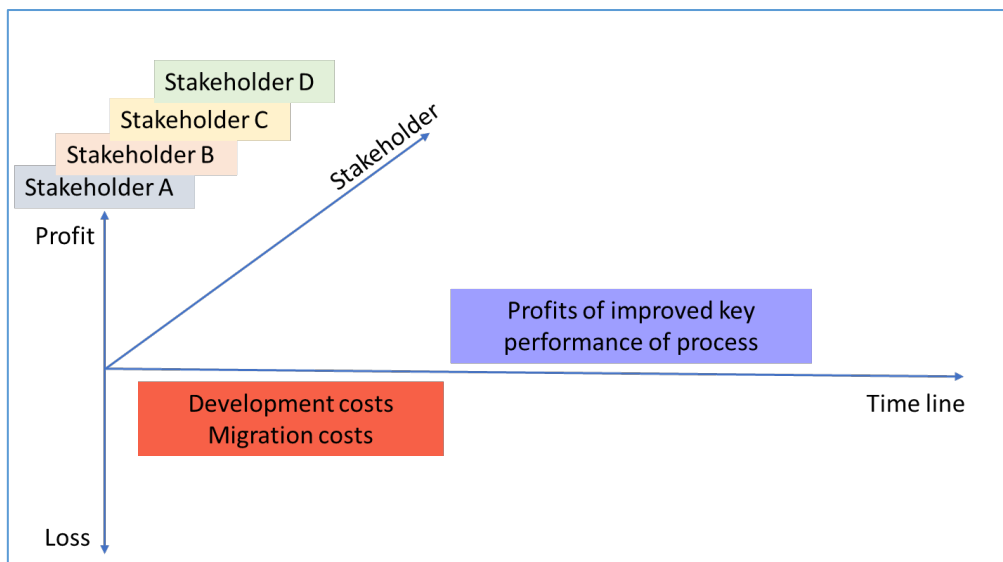 Stakeholder D
Stakeholder C
Stakeholder B
Stakeholder A
Stakeholder
Profit
Profits of improved key
performance of process
Development costs
Migration costs
Time line
Loss